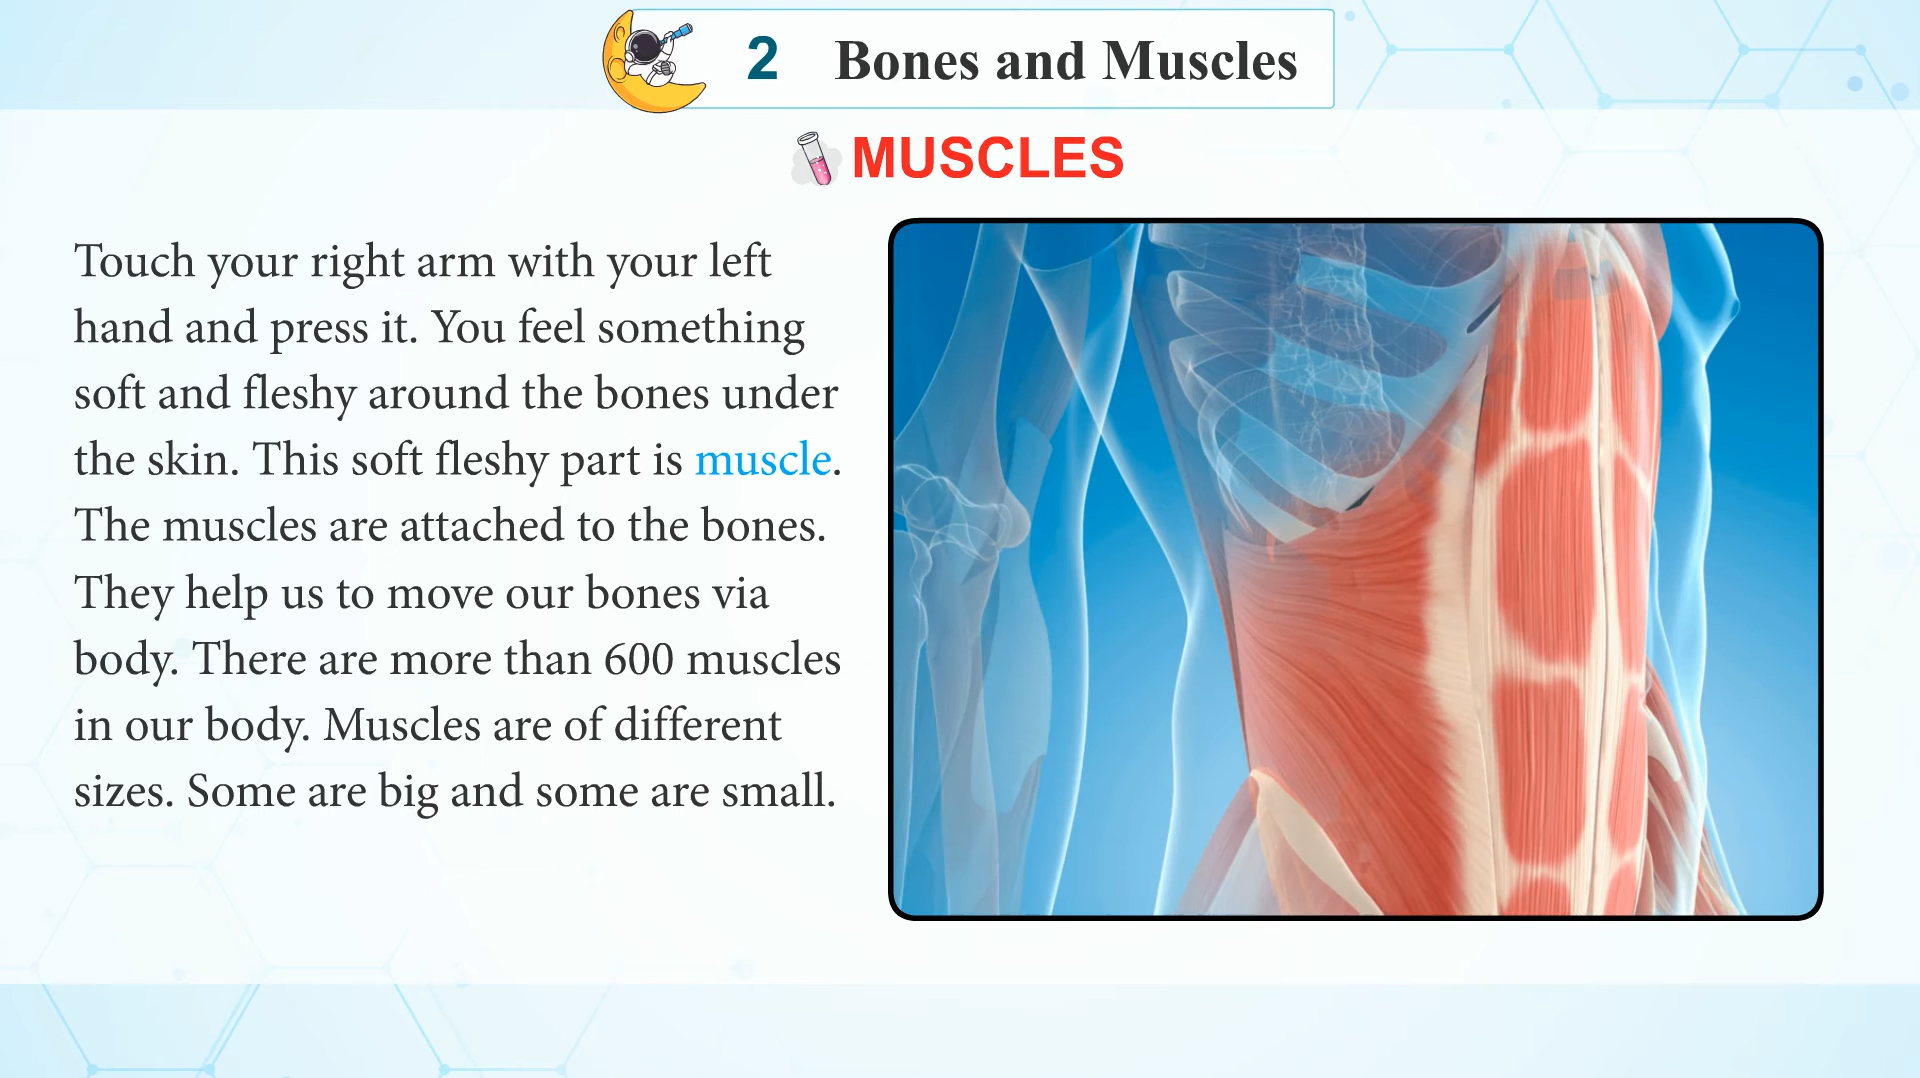 2 Bones and Muscles
MUSCLES
Touch your right arm with your left
hand and press it. You feel something
soft and fleshy around the bones under
the skin. This soft fleshy part is muscle.
The muscles are attached to the bones.
They help us to move our bones via
body. There are more than 600 muscles
in our body. Muscles are of different
sizes. Some are big and some are small.